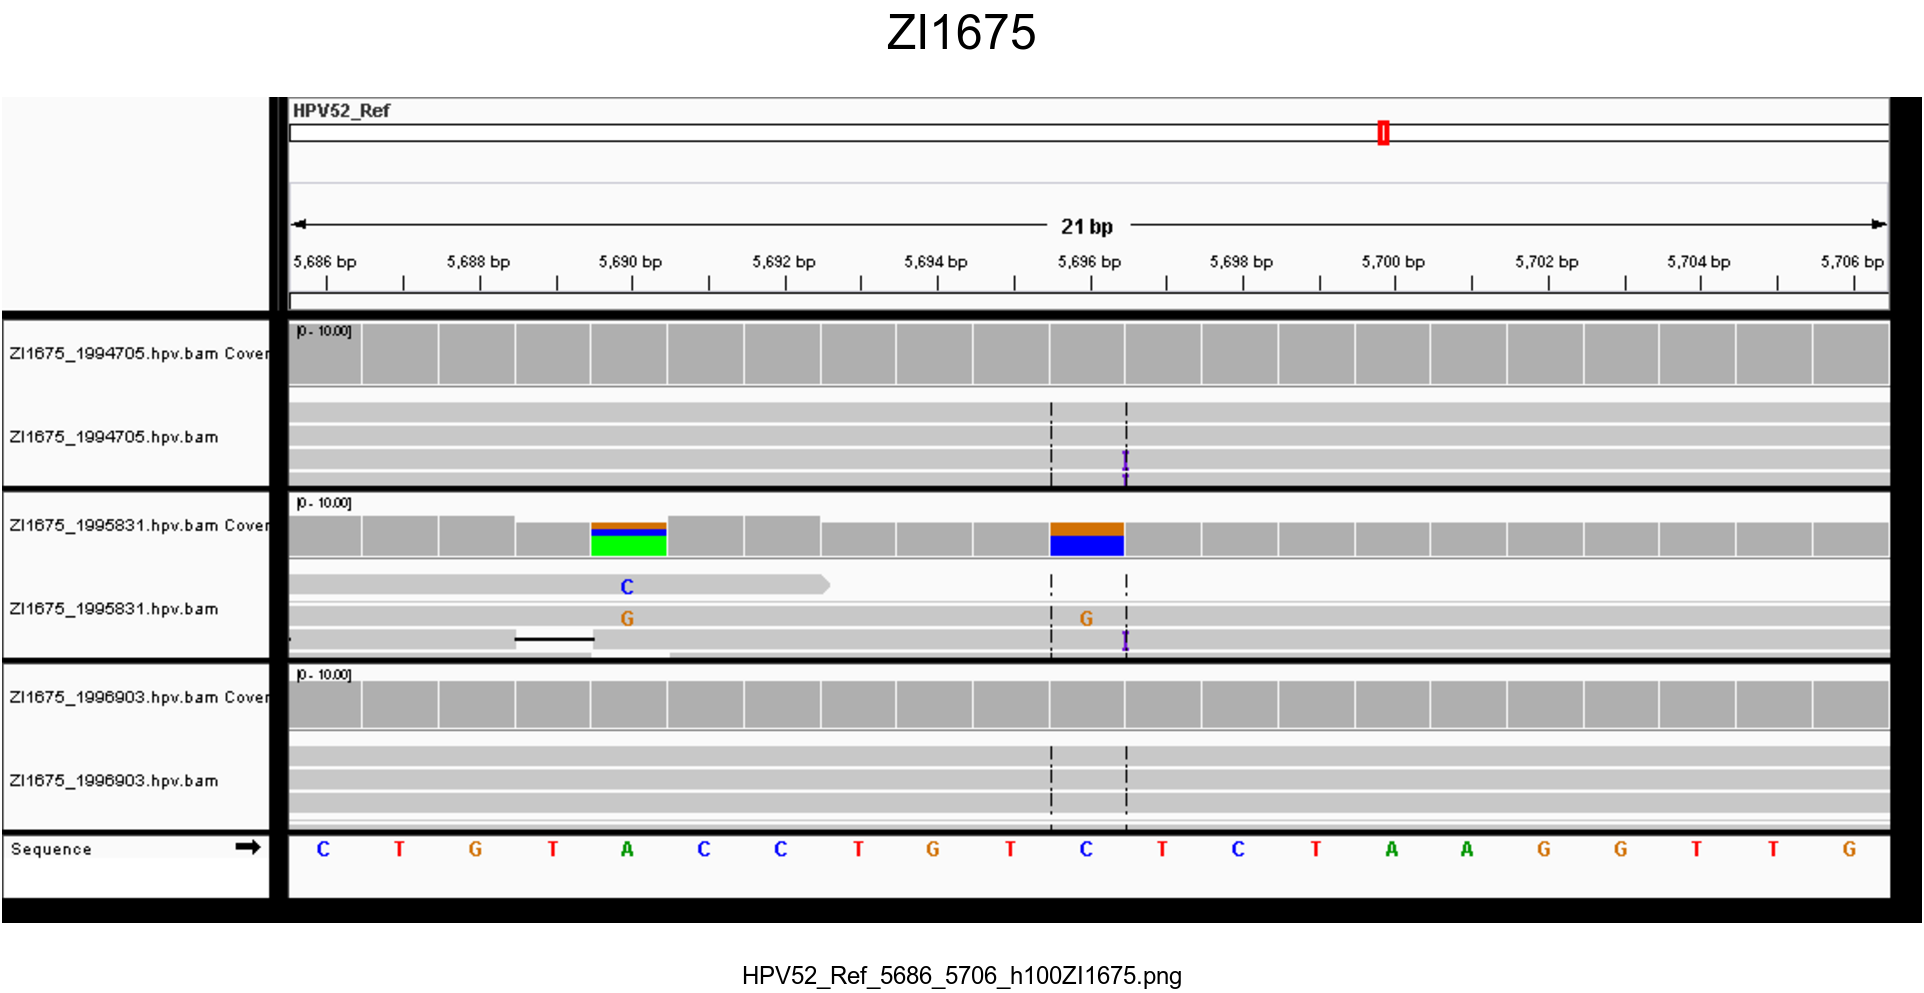 ZI1675
HPV52_Ref
21 bp
5,686 bp 5,688 bp 5,690 bp 5,692 bp 5,694 bp 5,696 bp 5,698 bp 5,700 bp 5,702 bp 5,704 bp 5,706 bp
[0 - 10.00]
ZI1675_1994705.hpv.bam Cover
ZI1675_1994705.hpv.bam
I
I
[0 - 10.00]
ZI1675_1995831.hpv.bam Cover
C
ZI1675_1995831.hpv.bam
G G
I
[0 - 10.00]
ZI1675_1996903.hpv.bam Cover
ZI1675_1996903.hpv.bam
Sequence C T G T A C C T G T C T C T A A G G T T G
HPV52_Ref_5686_5706_h100ZI1675.png